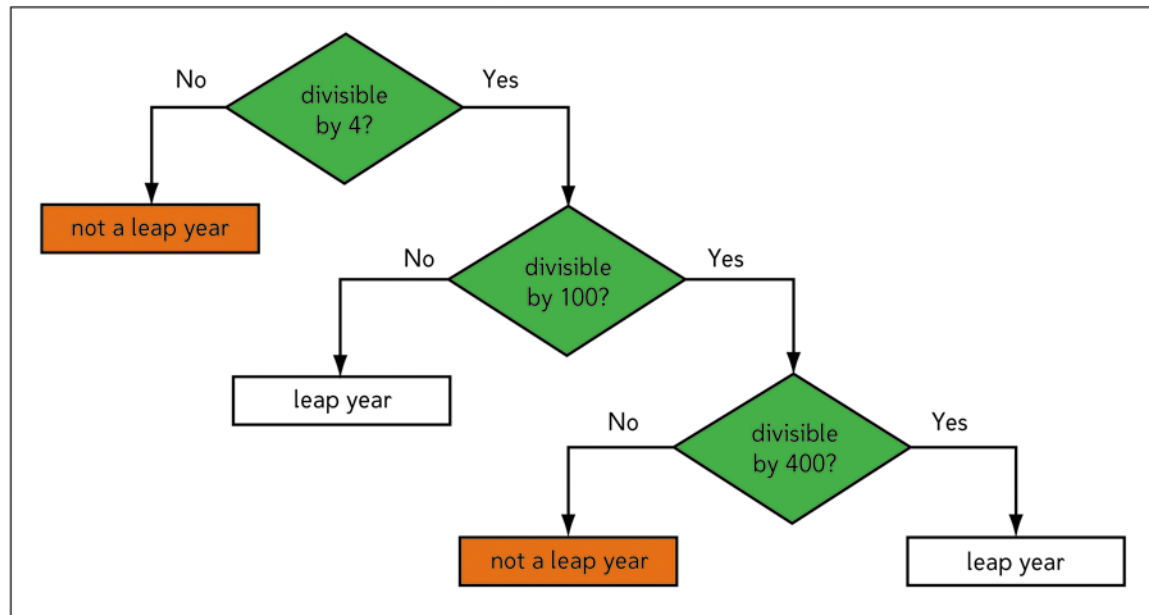 No
Yes
divisible
by 4?
not a leap year
No
Yes
divisible
by 100?
leap year
No
Yes
divisible
by 400?
not a leap year
leap year